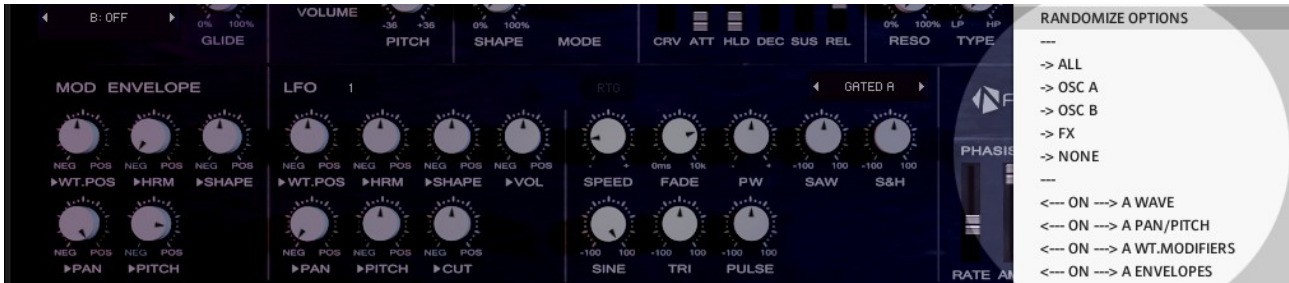 B: OFF
0% 100%
GLIDE
VOLUME
-36 +36
PITCH
0% 100%
SHAPE
MODE
CRV ATT HLD DEC SUS REL
0% 100%
RESO
LP HP
TYPE
MOD ENVELOPE
NEG POS NEG POS NEG POS
▶WT.POS ▶HRM ▶SHAPE
NEG POS NEG POS
▶PAN ▶PITCH
LFO 1
RTG
GATED A
NEG POS NEG POS NEG POS NEG POS
▶WT.POS ▶HRM ▶SHAPE ▶VOL
0ms 10k -100 100 -100 100
SPEED FADE PW SAW S&H
NEG POS NEG POS NEG POS
▶PAN ▶PITCH ▶CUT
-100 100 -100 100 -100 100
SINE TRI PULSE
PHASIS
RATE
RANDOMIZE OPTIONS
---
-> ALL
-> OSC A
-> OSC B
-> FX
-> NONE
---
<--- ON ---> A WAVE
<--- ON ---> A PAN/PITCH
<--- ON ---> A WT.MODIFIERS
<--- ON ---> A ENVELOPES